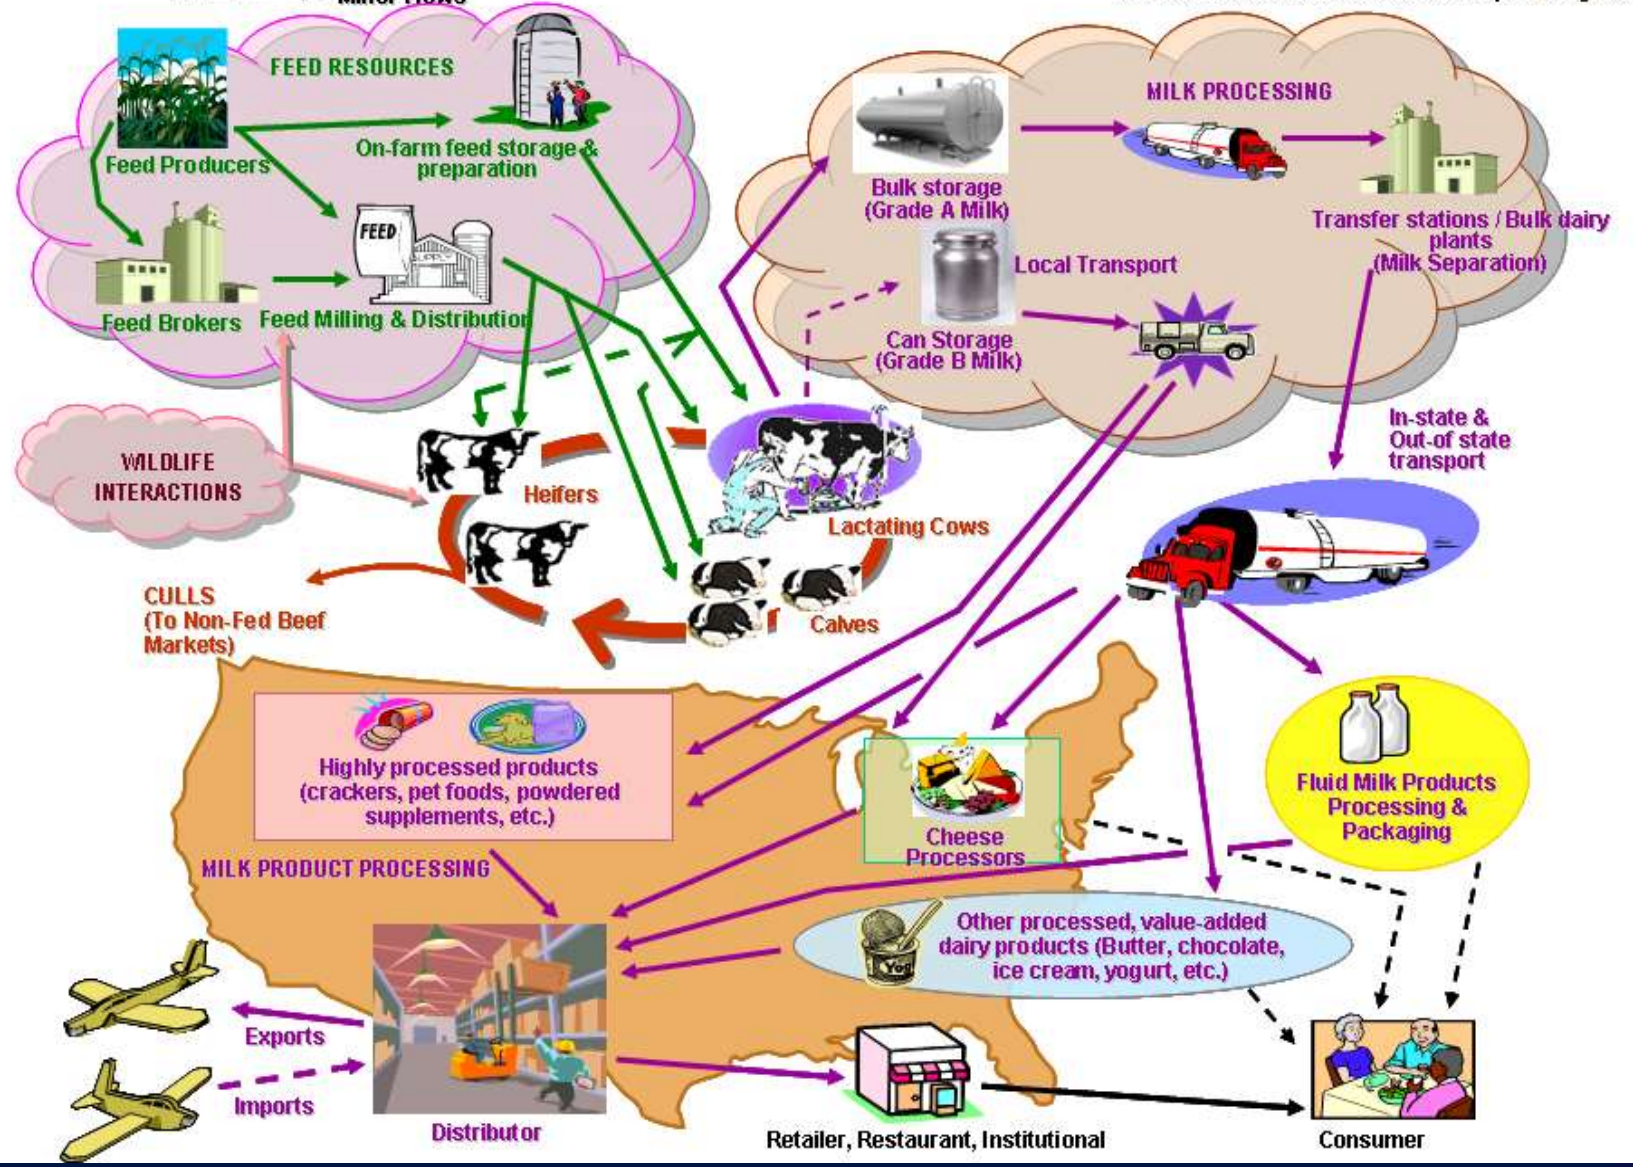 Minor Flows
FEED RESOURCES
Feed Producers
On-farm feed storage &
preparation
FEED
SUPPLY
Feed Brokers
Feed Milling & Distribution
MILK PROCESSING
Bulk storage
(Grade A Milk)
Transfer stations / Bulk dairy
plants
(Milk Separation)
Local Transport
Can Storage
(Grade B Milk)
In-state &
Out-of state
transport
WILDLIFE
INTERACTIONS
Heifers
Lactating Cows
Calves
CULLS
(To Non-Fed Beef
Markets)
Highly processed products
(crackers, pet foods, powdered
supplements, etc.)
MILK PRODUCT PROCESSING
Cheese
Processors
Fluid Milk Products
Processing &
Packaging
Other processed, value-added
dairy products (Butter, chocolate,
ice cream, yogurt, etc.)
Yog
Exports
Imports
Distributor
Retailer, Restaurant, Institutional
Consumer